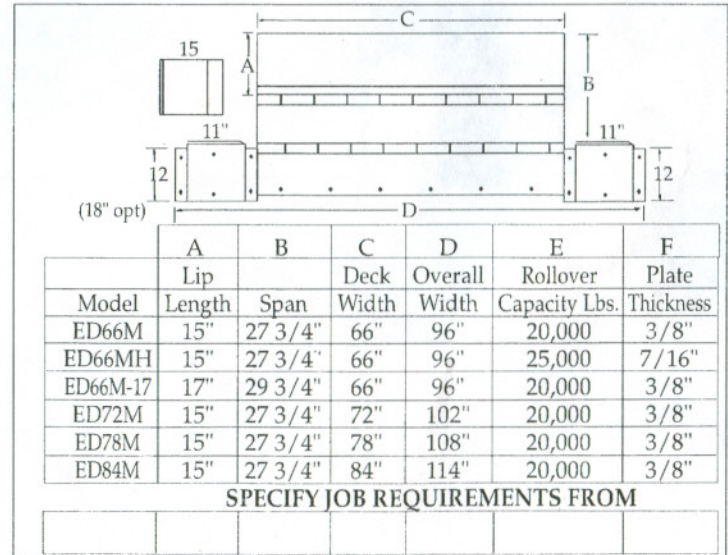 C
15
A
B
11"
11"
12
12
(18" opt)
D
A B C D E F
Lip Deck Overall Rollover Plate
Model Length Span Width Width Capacity Lbs. Thickness
ED66M 15" 27 3/4" 66" 96" 20,000 3/8"
ED66MH 15" 27 3/4" 66" 96" 25,000 7/16"
ED66M-17 17" 29 3/4" 66" 96" 20,000 3/8"
ED72M 15" 27 3/4" 72" 102" 20,000 3/8"
ED78M 15" 27 3/4" 78" 108" 20,000 3/8"
ED84M 15" 27 3/4" 84" 114" 20,000 3/8"
SPECIFY JOB REQUIREMENTS FROM